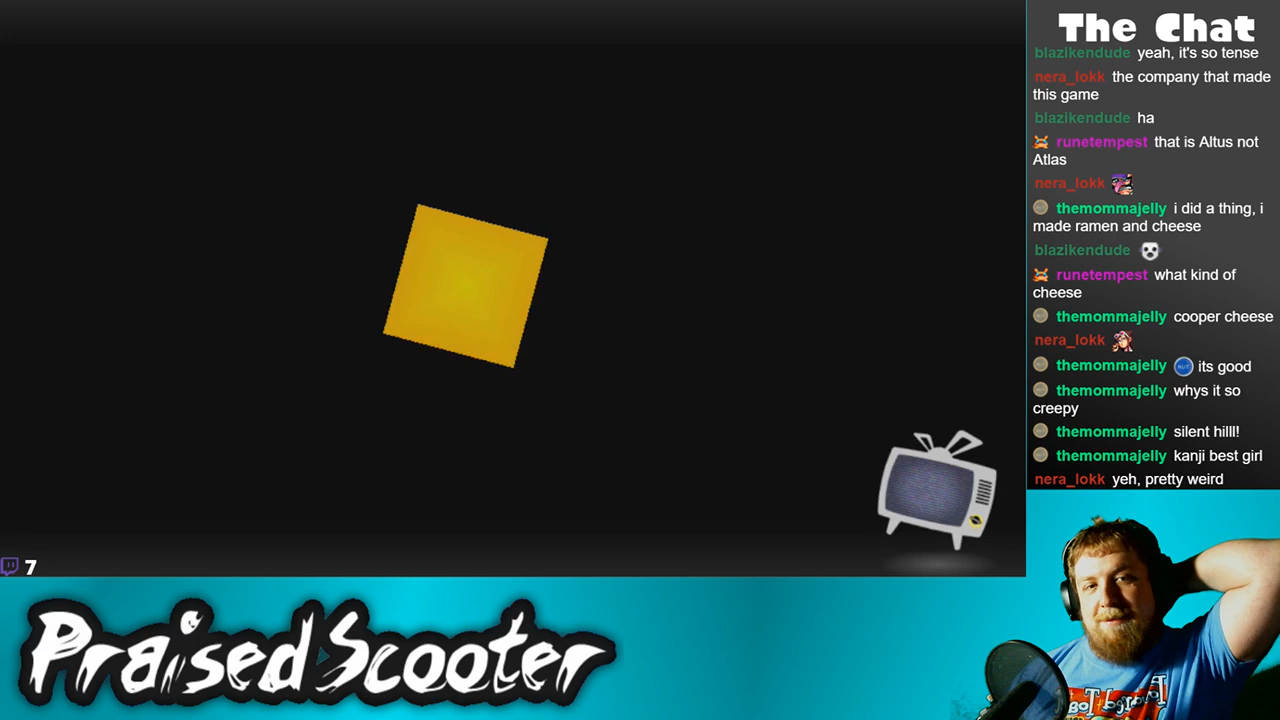 The Chat
blazikendude yeah, it's so tense
nera_lokk the company that made
this game
blazikendude ha
runetempest that is Altus not
Atlas
nera_lokk
themommajelly i did a thing, i
made ramen and cheese
blazikendude
runetempest what kind of
cheese
themommajelly cooper cheese
nera_lokk
themommajelly NUT its good
themommajelly whys it so
creepy
themommajelly silent hilll!
themommajelly kanji best girl
nera_lokk yeh, pretty weird
7
PraisedScooter